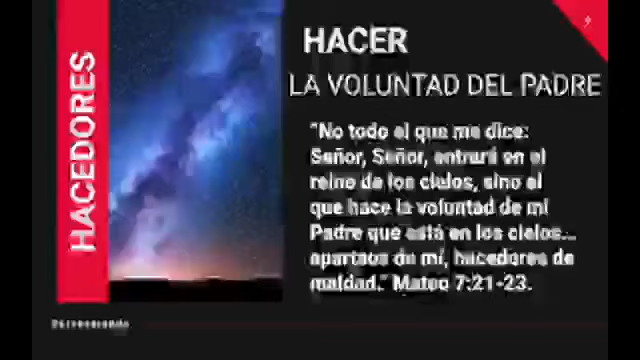 HACEDORES
HACER
LA VOLUNTAD DEL PADRE
"No todo el que me dice:
Señor, Señor, entrará en el
reino de los cielos, sino el
que hace la voluntad de mi
Padre que está en los cielos...
apartaos de mí, hacedores de
maldad." Mateo 7:21-23.